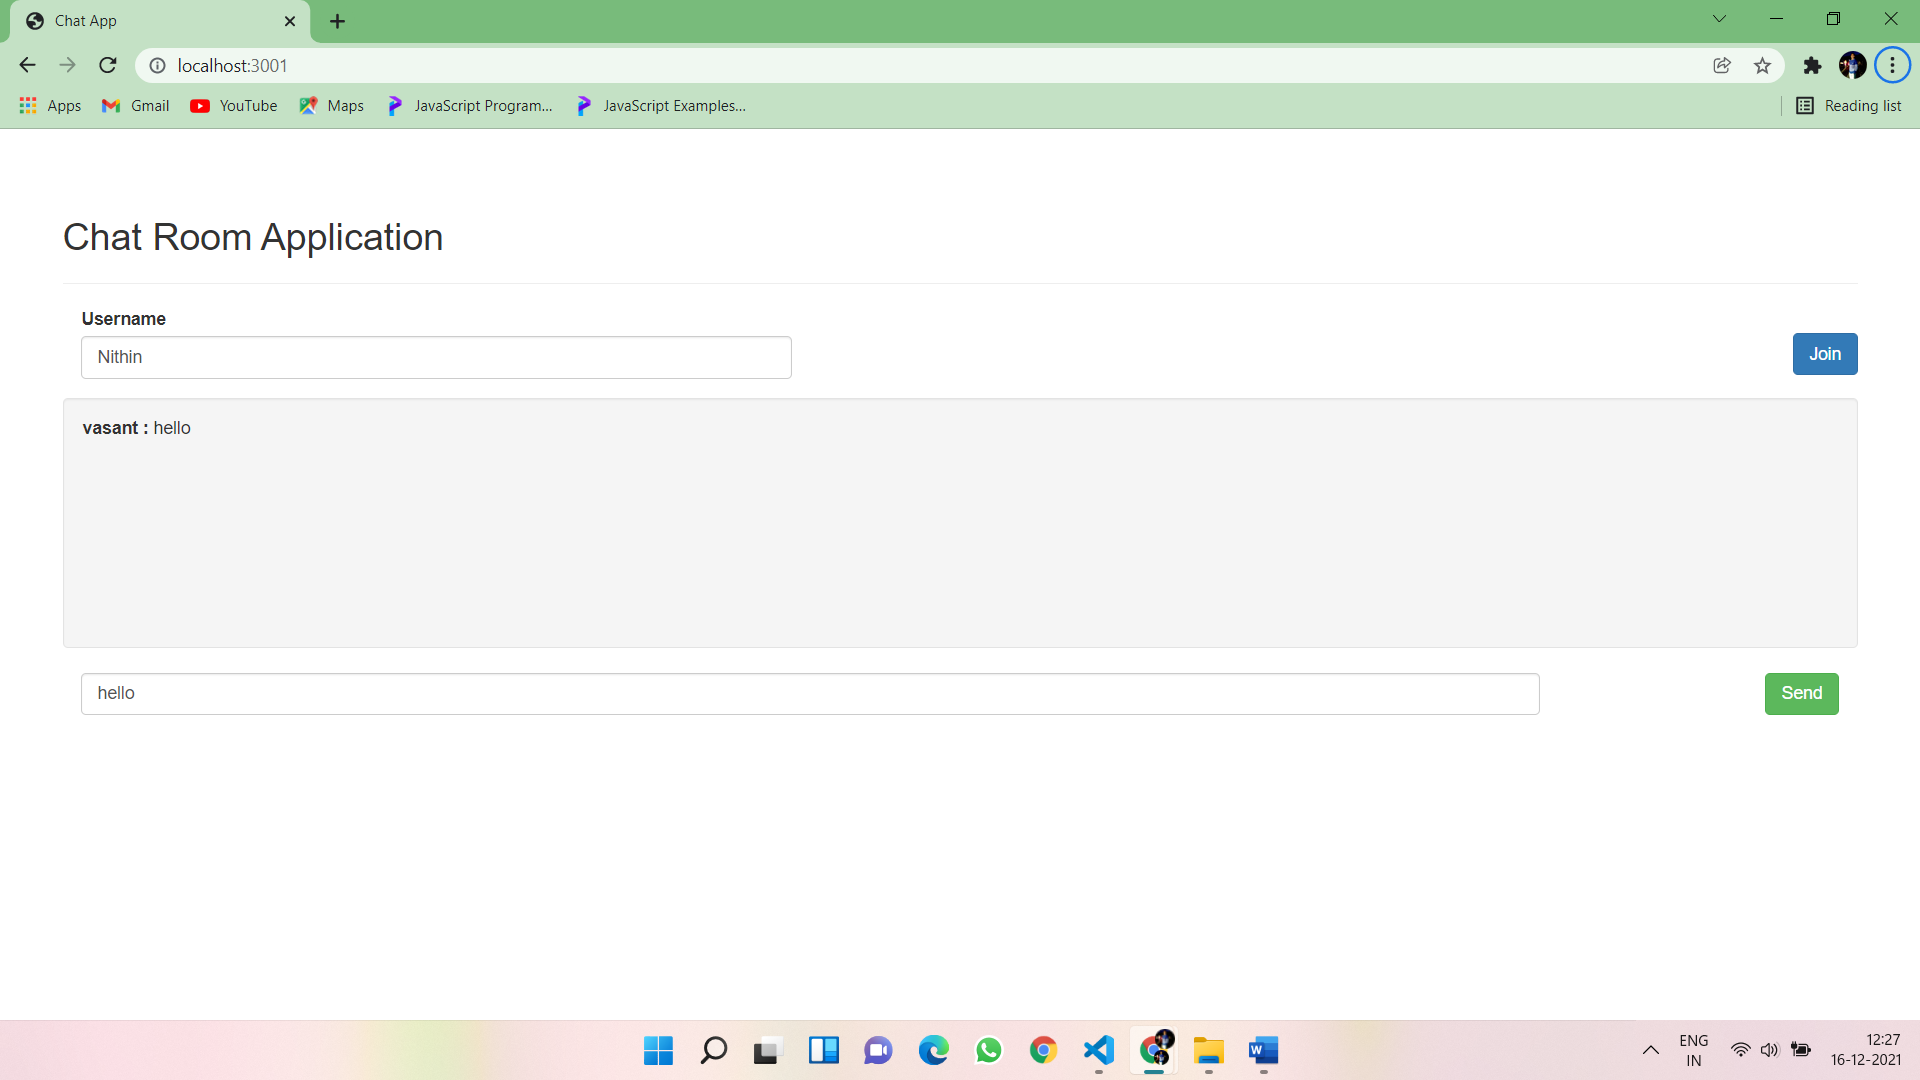 Chat App
localhost:3001
Apps Gmail YouTube Maps JavaScript Program... JavaScript Examples... Reading list
Chat Room Application
Username
Nithin
Join
vasant : hello
hello
Send
ENG
IN
12:27
16-12-2021